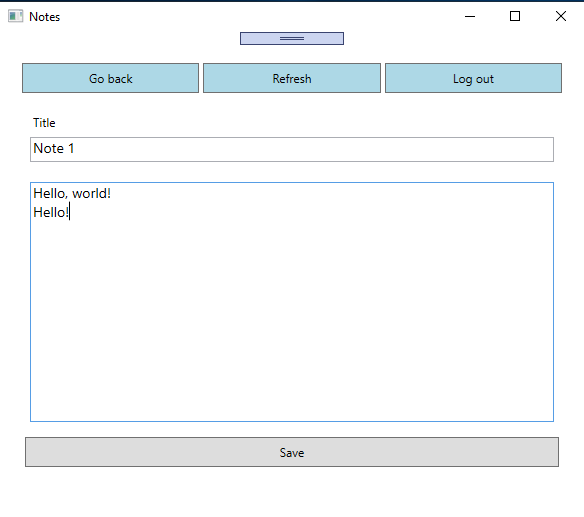 Notes
Go back
Refresh
Log out
Title
Note 1
Hello, world!
Hello!
Save